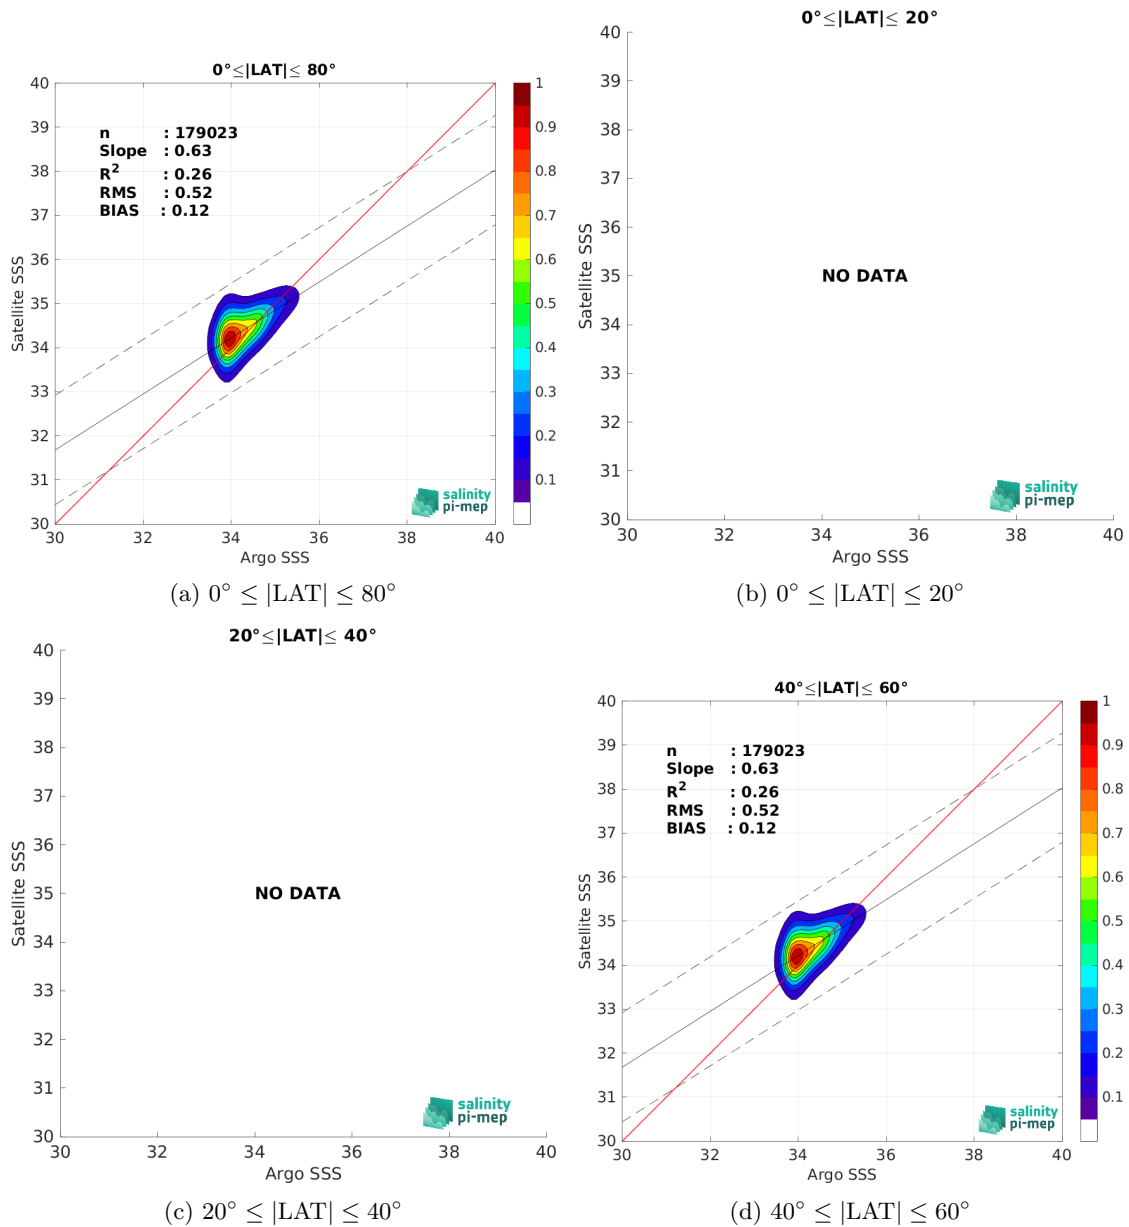 0°≤|LAT|≤ 80°
40
39
38
37
36
35
34
33
32
31
30
Satellite SSS
n : 179023
Slope : 0.63
R² : 0.26
RMS : 0.52
BIAS : 0.12
salinity
pi-mep
30 32 34 36 38 40
Argo SSS
1
0.9
0.8
0.7
0.6
0.5
0.4
0.3
0.2
0.1
(a) 0° ≤ |LAT| ≤ 80°
0°≤|LAT|≤ 20°
40
39
38
37
36
35
34
33
32
31
30
Satellite SSS
NO DATA
salinity
pi-mep
30 32 34 36 38 40
Argo SSS
(b) 0° ≤ |LAT| ≤ 20°
20°≤|LAT|≤ 40°
40
39
38
37
36
35
34
33
32
31
30
Satellite SSS
NO DATA
salinity
pi-mep
30 32 34 36 38 40
Argo SSS
(c) 20° ≤ |LAT| ≤ 40°
40°≤|LAT|≤ 60°
40
39
38
37
36
35
34
33
32
31
30
Satellite SSS
n : 179023
Slope : 0.63
R² : 0.26
RMS : 0.52
BIAS : 0.12
salinity
pi-mep
30 32 34 36 38 40
Argo SSS
1
0.9
0.8
0.7
0.6
0.5
0.4
0.3
0.2
0.1
(d) 40° ≤ |LAT| ≤ 60°